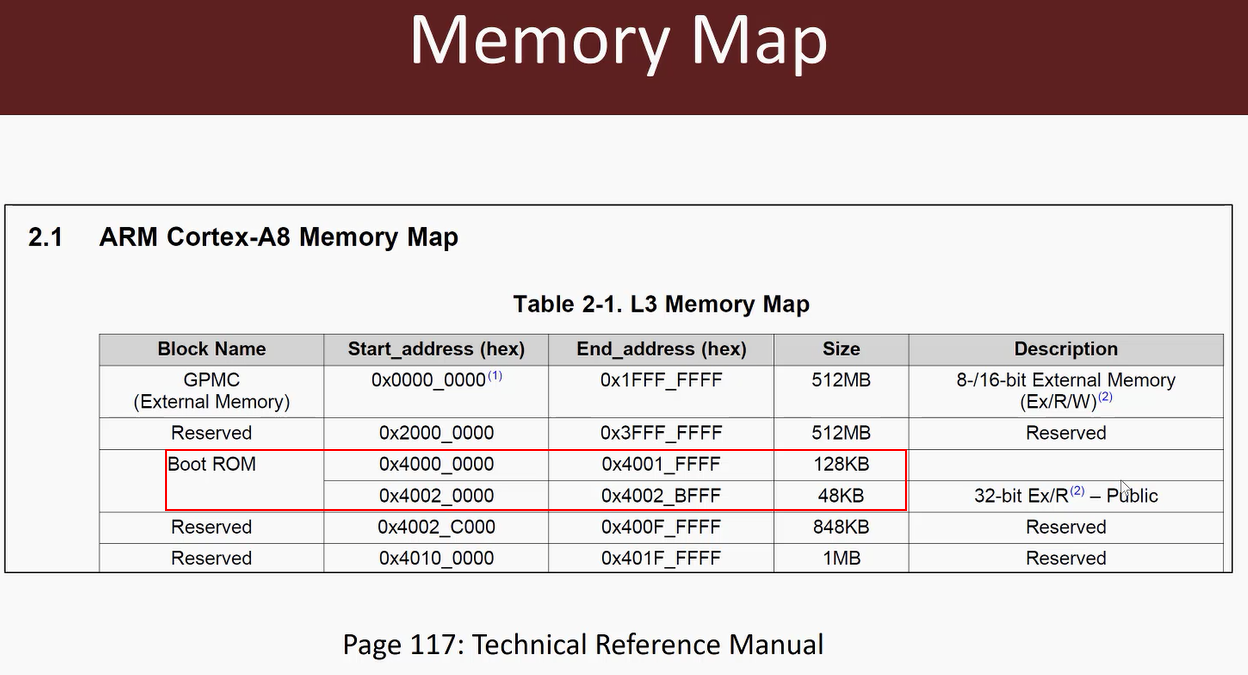 Memory Map
2.1 ARM Cortex-A8 Memory Map
Table 2-1. L3 Memory Map
Block Name Start_address (hex) End_address (hex) Size Description
GPMC 0x0000_0000(1) 0x1FFF_FFFF 512MB 8-/16-bit External Memory
(External Memory) (Ex/R/W)(2)
Reserved 0x2000_0000 0x3FFF_FFFF 512MB Reserved
Boot ROM 0x4000_0000 0x4001_FFFF 128KB
0x4002_0000 0x4002_BFFF 48KB 32-bit Ex/R(2) – Public
Reserved 0x4002_C000 0x400F_FFFF 848KB Reserved
Reserved 0x4010_0000 0x401F_FFFF 1MB Reserved
Page 117: Technical Reference Manual